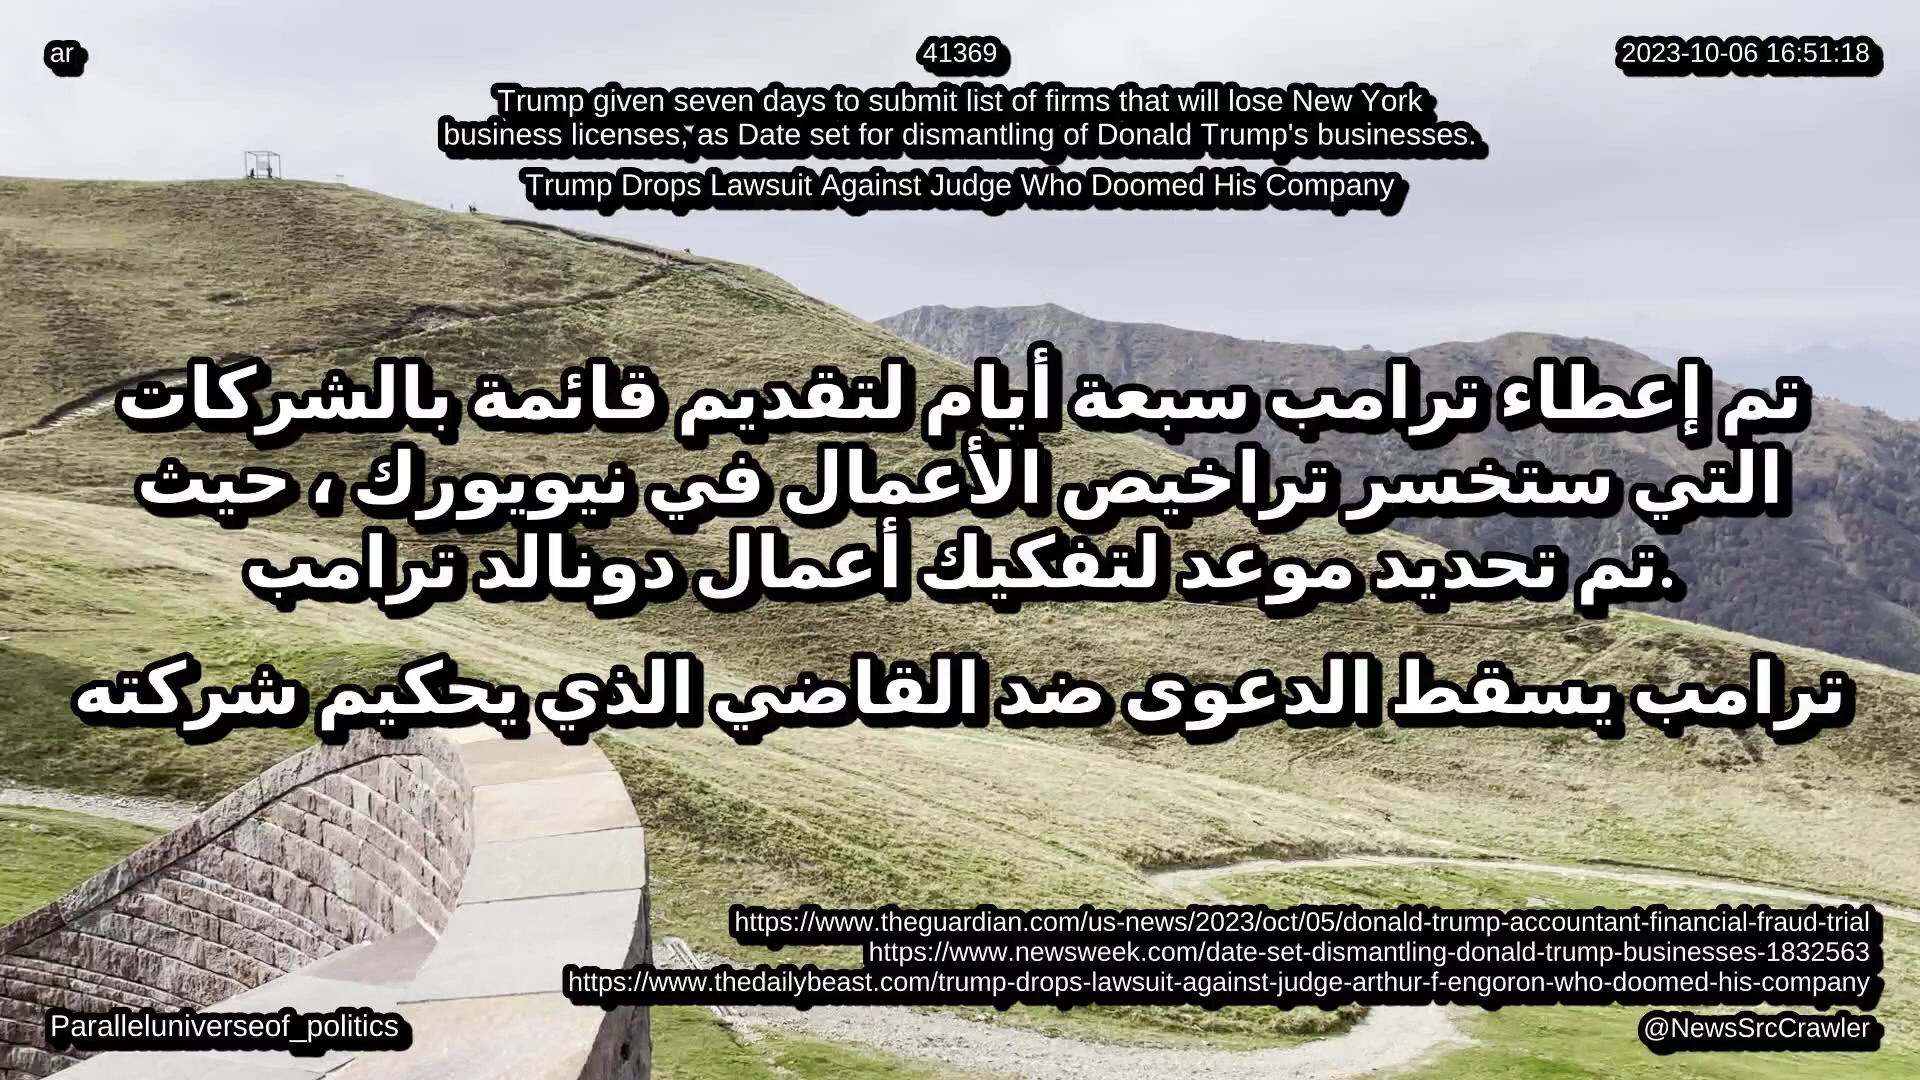 ar
41369
2023-10-06 16:51:18
Trump given seven days to submit list of firms that will lose New York
business licenses, as Date set for dismantling of Donald Trump's businesses.
Trump Drops Lawsuit Against Judge Who Doomed His Company
تم إعطاء ترامب سبعة أيام لتقديم قائمة بالشركات
التي ستخسر تراخيص الأعمال في نيويورك ، حيث
.تم تحديد موعد لتفكيك أعمال دونالد ترامب
ترامب يسقط الدعوى ضد القاضي الذي يحكيم شركته
https://www.theguardian.com/us-news/2023/oct/05/donald-trump-accountant-financial-fraud-trial
https://www.newsweek.com/date-set-dismantling-donald-trump-businesses-1832563
https://www.thedailybeast.com/trump-drops-lawsuit-against-judge-arthur-f-engoron-who-doomed-his-company
Paralleluniverseof_politics
@NewsSrcCrawler